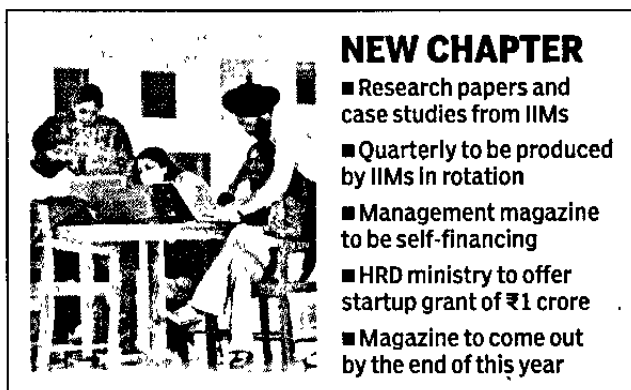 NEW CHAPTER
■ Research papers and
case studies from IIMs
■ Quarterly to be produced
by IIMs in rotation
■ Management magazine
to be self-financing
■ HRD ministry to offer
startup grant of ₹1 crore
■ Magazine to come out
by the end of this year